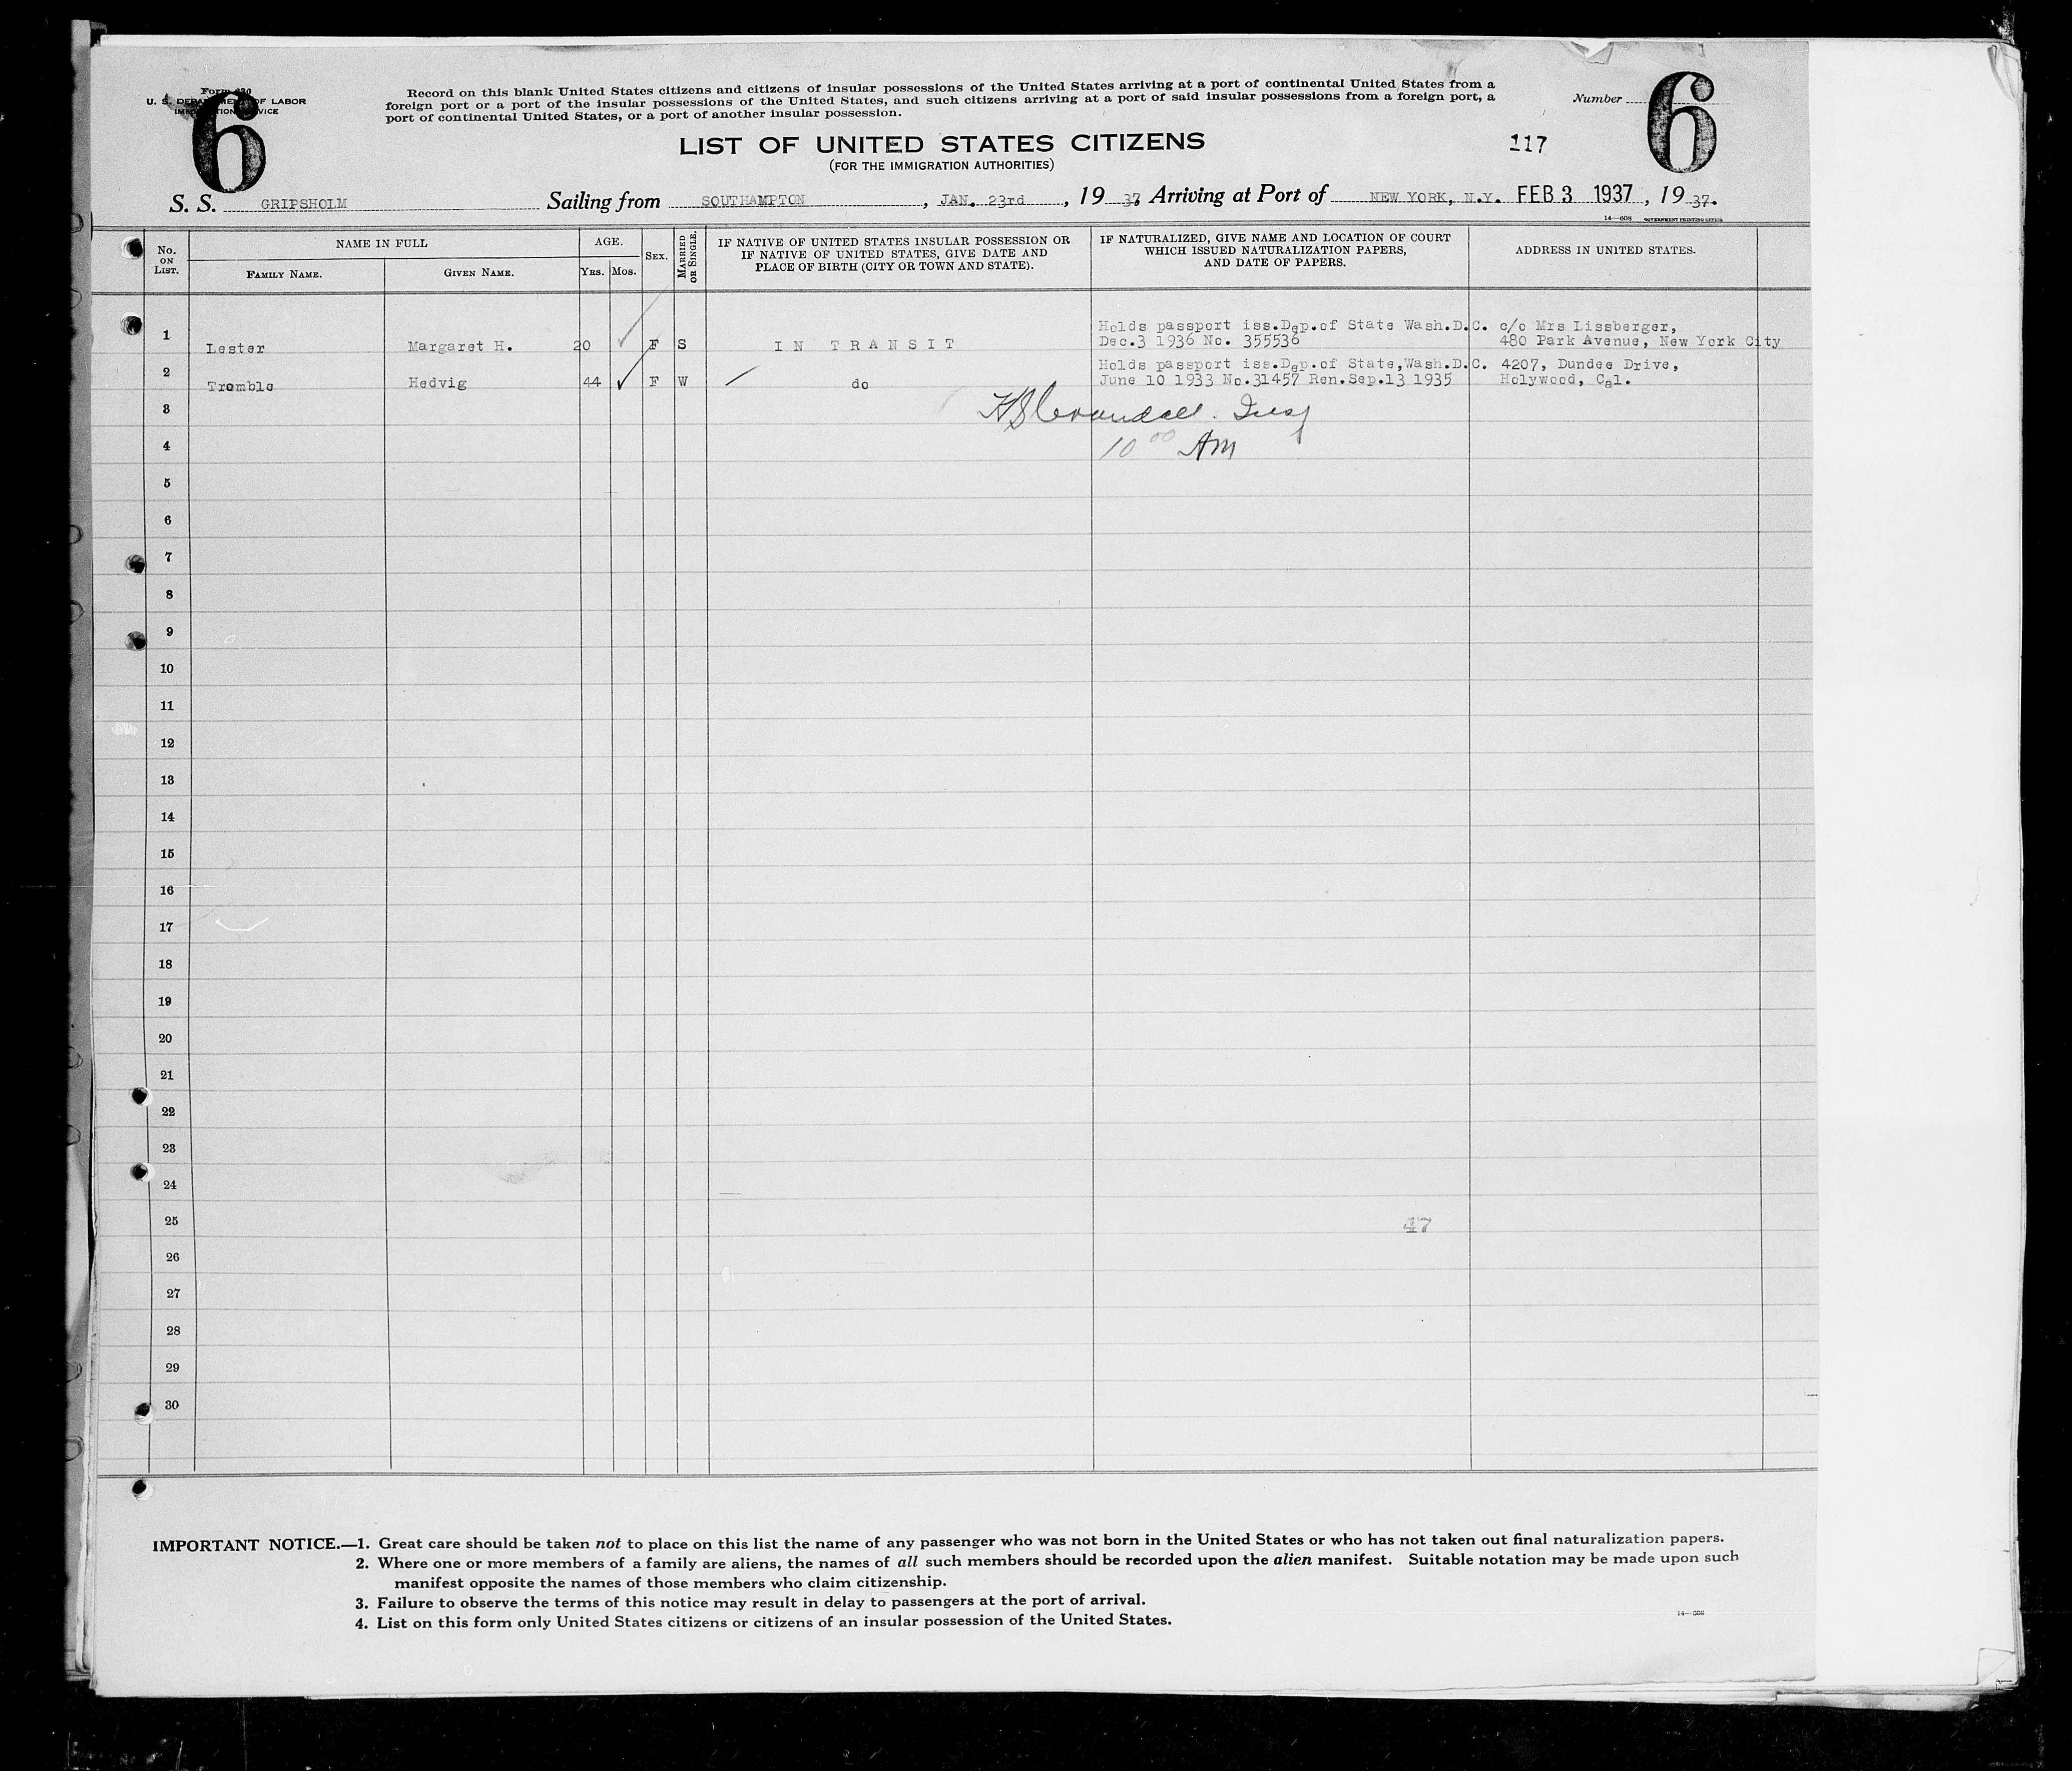 Form 630
U. S. DEPARTMENT OF LABOR
IMMIGRATION SERVICE
6
Record on this blank United States citizens and citizens of insular possessions of the United States arriving at a port of continental United States from a
foreign port or a port of the insular possessions of the United States, and such citizens arriving at a port of said insular possessions from a foreign port, a
port of continental United States, or a port of another insular possession.
Number
6
LIST OF UNITED STATES CITIZENS
(FOR THE IMMIGRATION AUTHORITIES)
117
S. S. GRIPSHOLM Sailing from SOUTHAMPTON, JAN. 23rd, 19 37, Arriving at Port of NEW YORK, N.Y. FEB 3 1937, 19 37.
14—608 GOVERNMENT PRINTING OFFICE
No. ON LIST.
NAME IN FULL
FAMILY NAME.
GIVEN NAME.
AGE.
YRS. MOS.
SEX.
MARRIED OR SINGLE.
IF NATIVE OF UNITED STATES INSULAR POSSESSION OR
IF NATIVE OF UNITED STATES, GIVE DATE AND
PLACE OF BIRTH (CITY OR TOWN AND STATE).
IF NATURALIZED, GIVE NAME AND LOCATION OF COURT
WHICH ISSUED NATURALIZATION PAPERS,
AND DATE OF PAPERS.
ADDRESS IN UNITED STATES.
1 Lester Margaret H. 20 F S IN TRANSIT
Holds passport iss.Dep.of State Wash.D.C.
Dec.3 1936 No. 355536
c/o Mrs Lissberger,
480 Park Avenue, New York City
2 Tremble Hedvig 44 F W do
Holds passport iss.Dep.of State,Wash.D.C.
June 10 1933 No.31457 Ren.Sep.13 1935
4207, Dundee Drive,
Holywood, Cal.
3
HS Crandall. Insp
4
10 00 AM
5
6
7
8
9
10
11
12
13
14
15
16
17
18
19
20
21
22
23
24
25
47
26
27
28
29
30
IMPORTANT NOTICE.—1. Great care should be taken not to place on this list the name of any passenger who was not born in the United States or who has not taken out final naturalization papers.
2. Where one or more members of a family are aliens, the names of all such members should be recorded upon the alien manifest. Suitable notation may be made upon such
manifest opposite the names of those members who claim citizenship.
3. Failure to observe the terms of this notice may result in delay to passengers at the port of arrival.
4. List on this form only United States citizens or citizens of an insular possession of the United States.
14—608